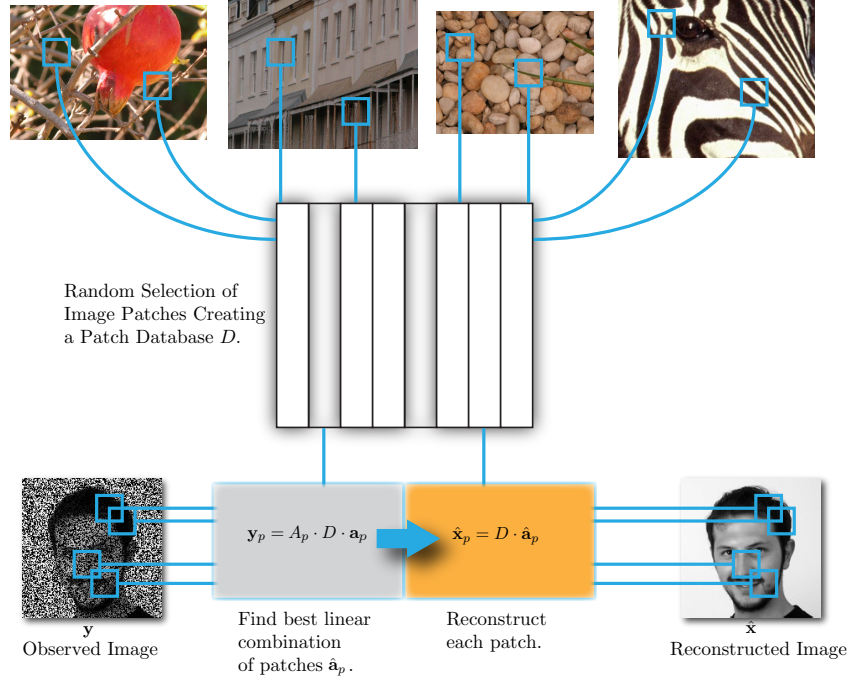 Random Selection of
Image Patches Creating
a Patch Database D.
y_p = A_p · D · a_p
x̂_p = D · â_p
y
Observed Image
Find best linear
combination
of patches â_p.
Reconstruct
each patch.
x̂
Reconstructed Image